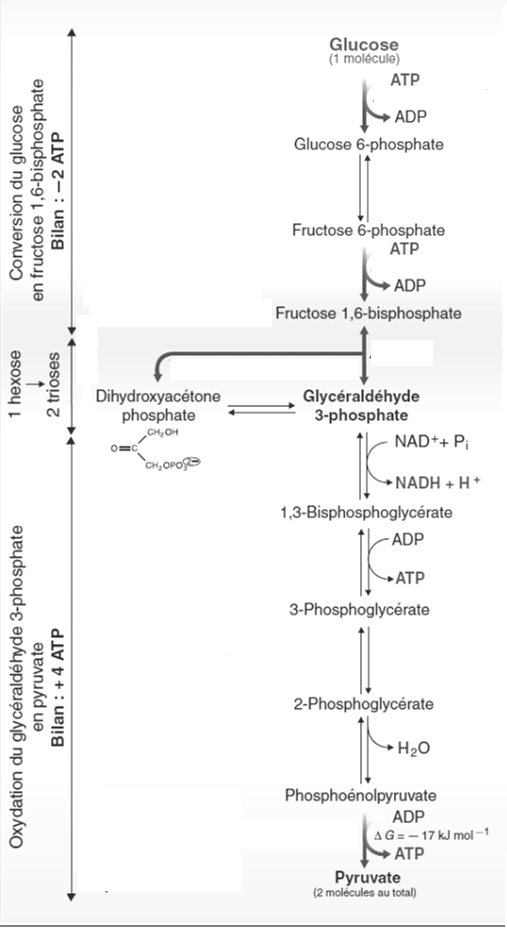 Conversion du glucose
en fructose 1,6-bisphosphate
Bilan : −2 ATP
Glucose
(1 molécule)
ATP
ADP
Glucose 6-phosphate
Fructose 6-phosphate
ATP
ADP
Fructose 1,6-bisphosphate
1 hexose
→
2 trioses
Dihydroxyacétone
phosphate
CH₂OH
O=C
CH₂OPO₃²⁻
Glycéraldéhyde
3-phosphate
Oxydation du glycéraldéhyde 3-phosphate
en pyruvate
Bilan : + 4 ATP
NAD⁺ + Pᵢ
NADH + H⁺
1,3-Bisphosphoglycérate
ADP
ATP
3-Phosphoglycérate
2-Phosphoglycérate
H₂O
Phosphoénolpyruvate
ADP
Δ G = − 17 kJ mol⁻¹
ATP
Pyruvate
(2 molécules au total)